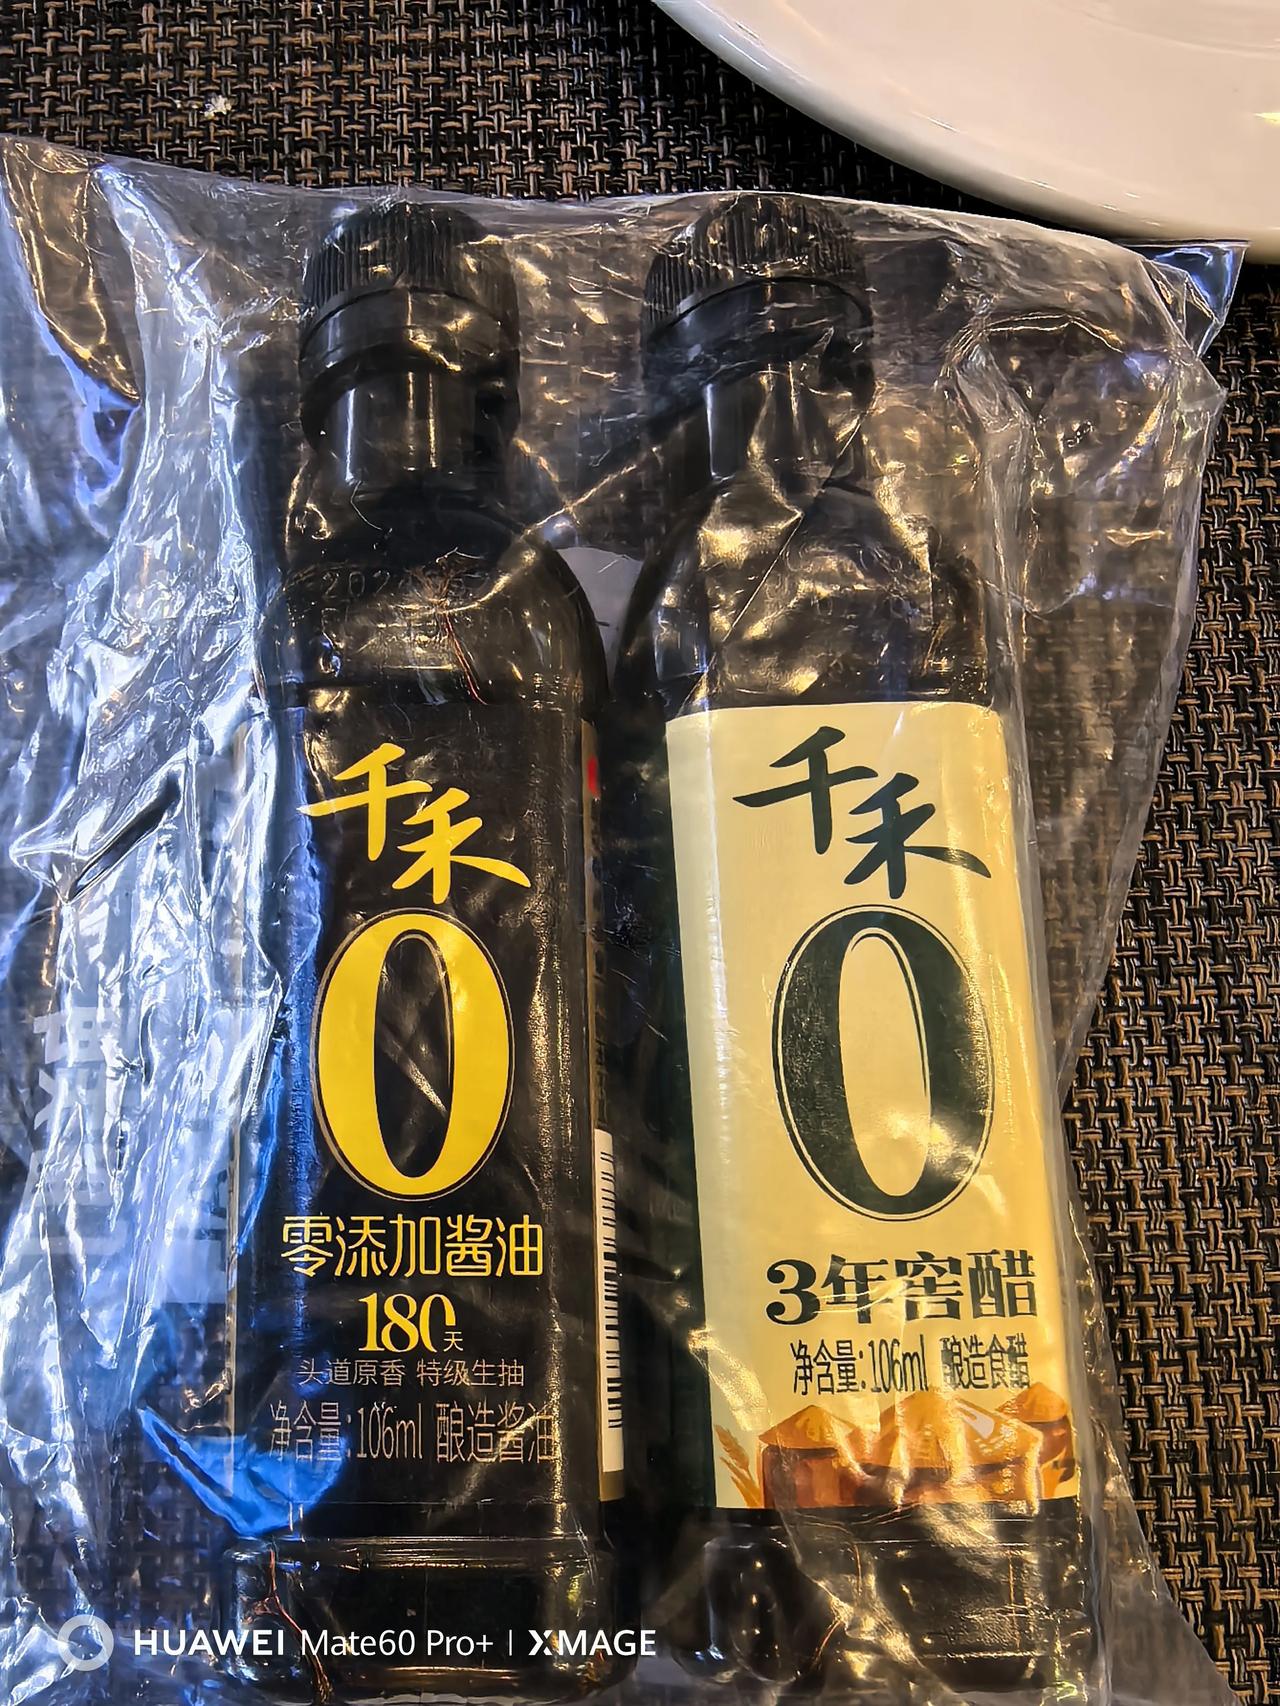 千禾
0
零添加酱油
180天
头道原香 特级生抽
净含量:106ml 酿造酱油
千禾
0
3年窖醋
净含量:106ml 酿造食醋
HUAWEI Mate60 Pro+ | XMAGE